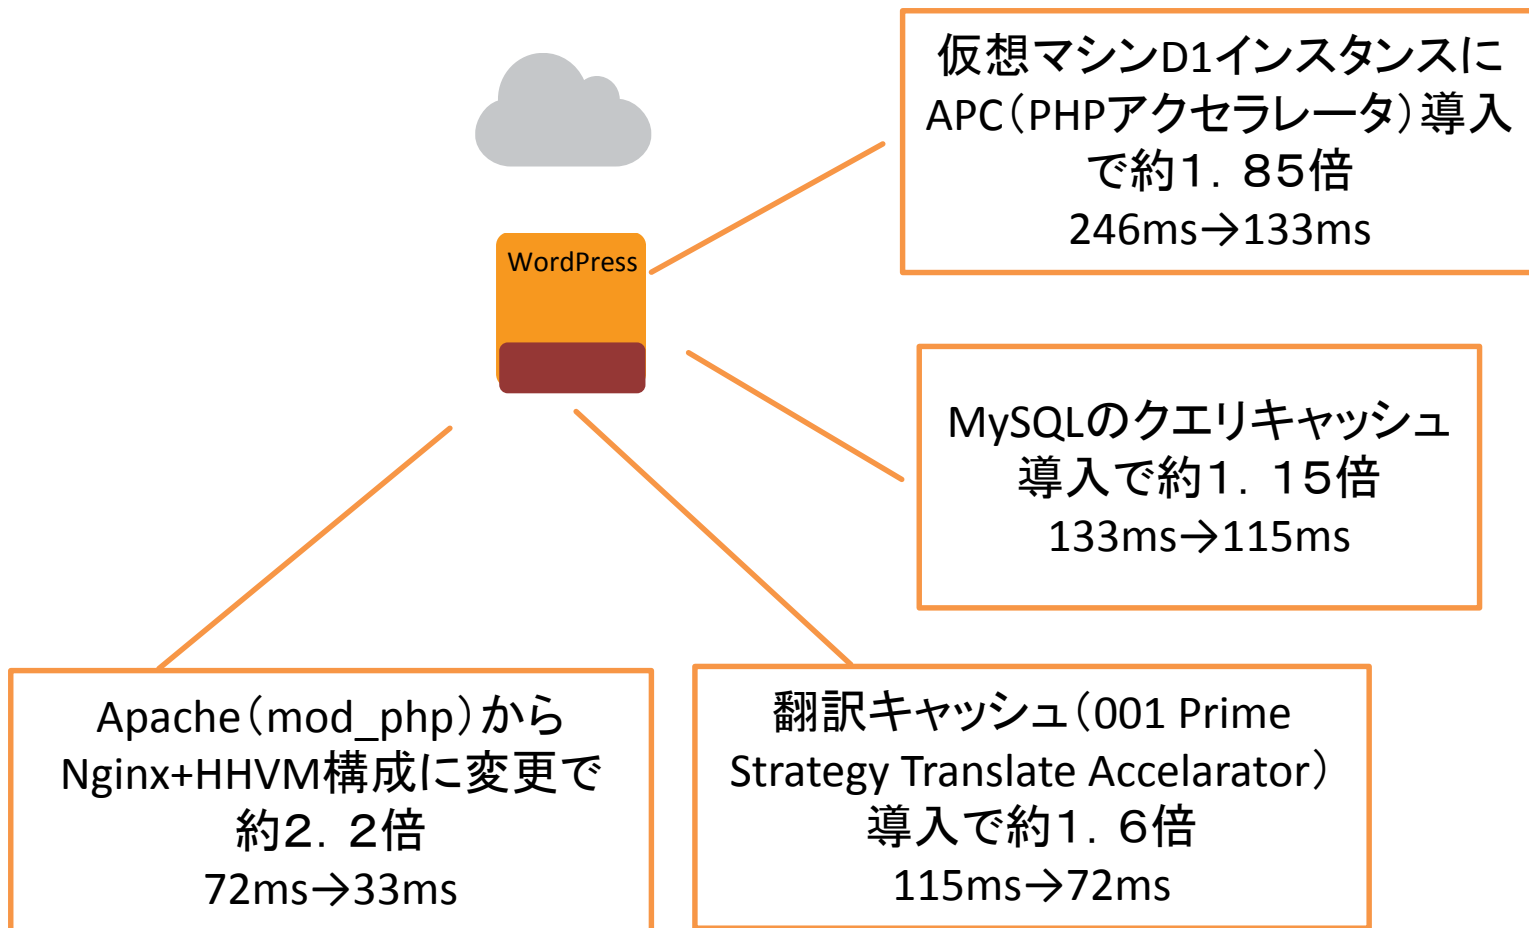 仮想マシンD1インスタンスに
APC（PHPアクセラレータ）導入
で約１．８５倍
246ms→133ms
WordPress
MySQLのクエリキャッシュ
導入で約１．１５倍
133ms→115ms
翻訳キャッシュ（001 Prime
Strategy Translate Accelarator）
導入で約１．６倍
115ms→72ms
Apache（mod_php）から
Nginx+HHVM構成に変更で
約２．２倍
72ms→33ms